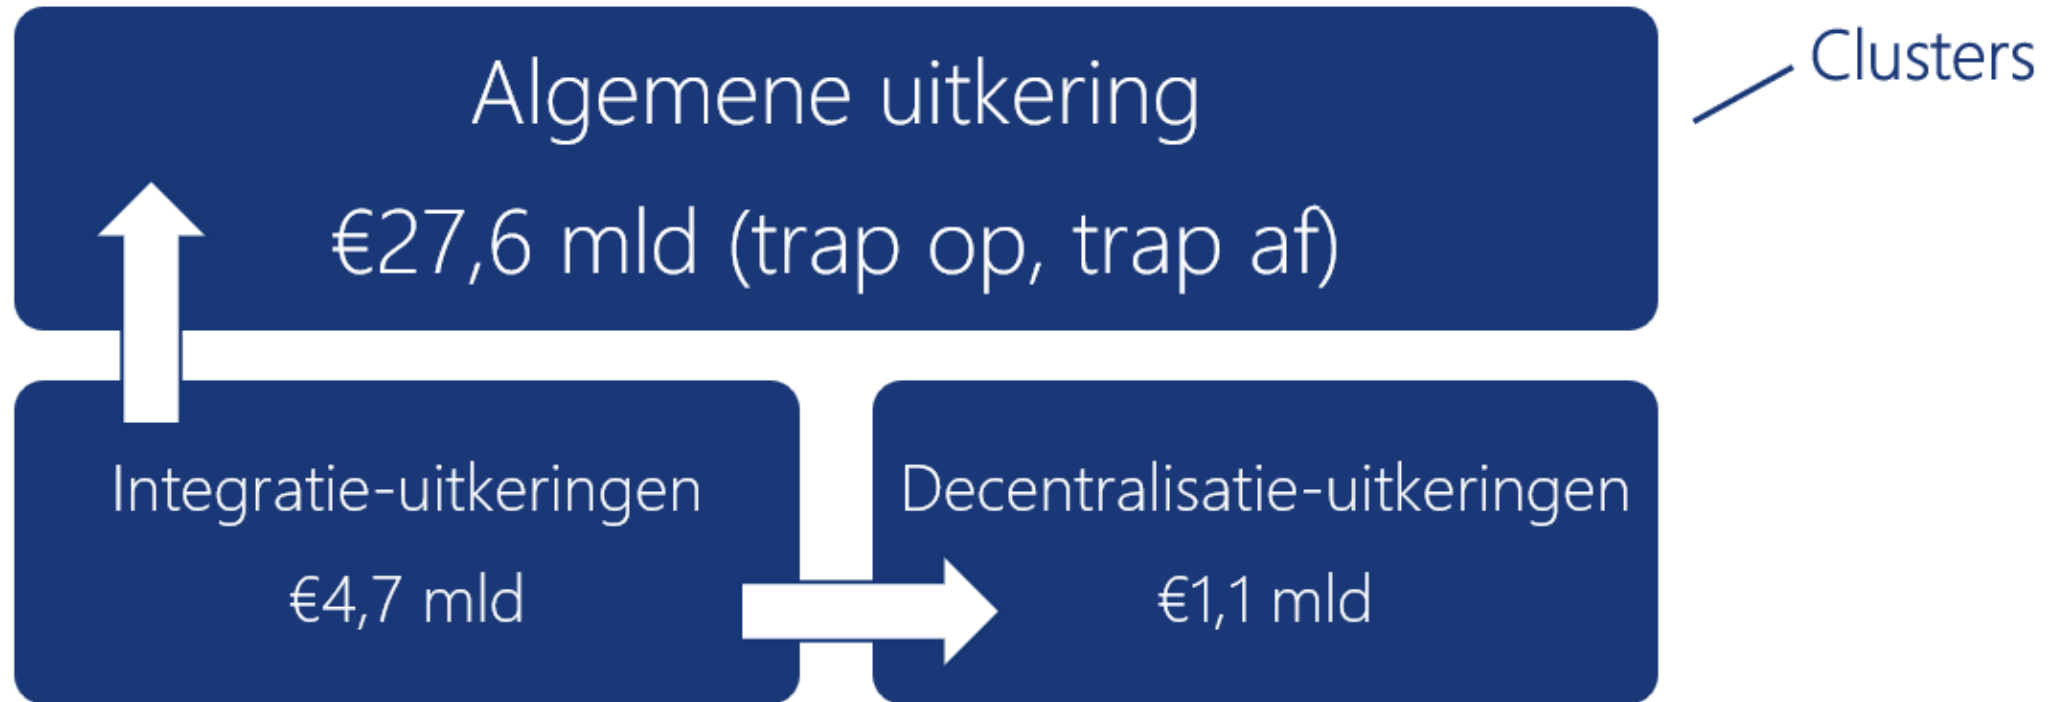 Clusters
Algemene uitkering
€27,6 mld (trap op, trap af)
Integratie-uitkeringen
€4,7 mld
Decentralisatie-uitkeringen
€1,1 mld